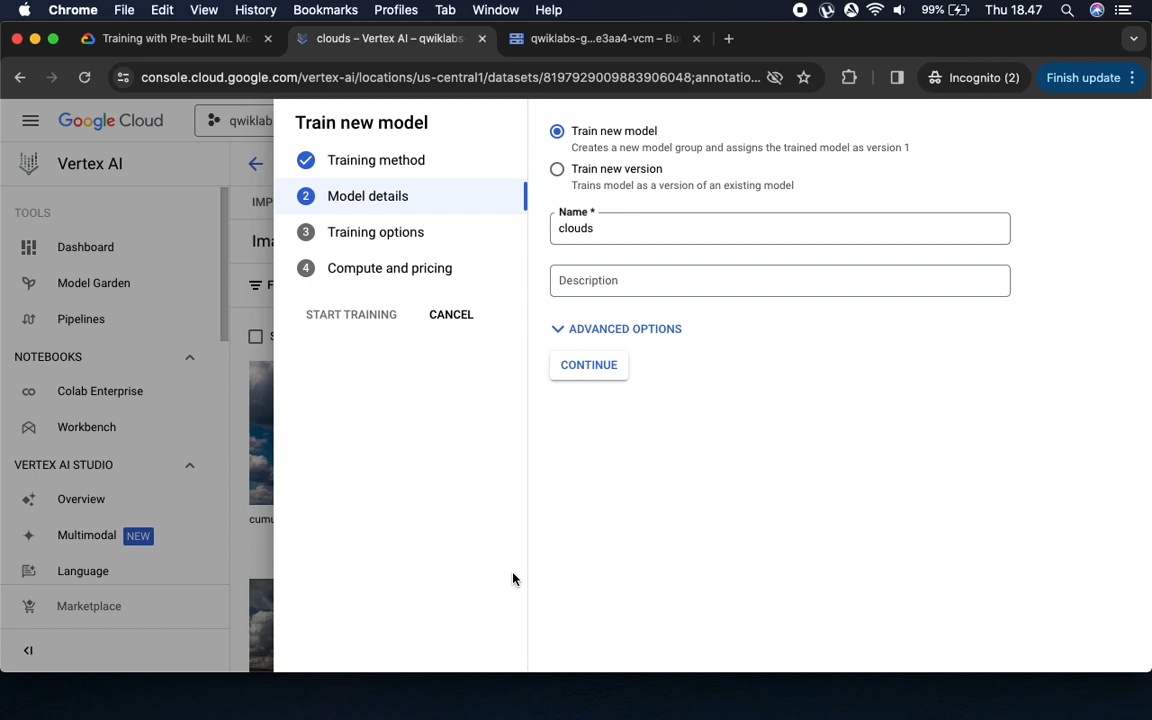 Chrome File Edit View History Bookmarks Profiles Tab Window Help 99% Thu 18.47
Training with Pre-built ML Mo
clouds – Vertex AI – qwiklabs-
qwiklabs-g...e3aa4-vcm – Bu
console.cloud.google.com/vertex-ai/locations/us-central1/datasets/8197929009883906048;annotatio...
Incognito (2)
Finish update
Google Cloud
qwiklab
Vertex AI
TOOLS
Dashboard
Model Garden
Pipelines
NOTEBOOKS
Colab Enterprise
Workbench
VERTEX AI STUDIO
Overview
Multimodal NEW
Language
Marketplace
IMP
Ima
F
S
cumu
Train new model
Training method
2 Model details
3 Training options
4 Compute and pricing
START TRAINING CANCEL
Train new model
Creates a new model group and assigns the trained model as version 1
Train new version
Trains model as a version of an existing model
Name *
clouds
Description
ADVANCED OPTIONS
CONTINUE